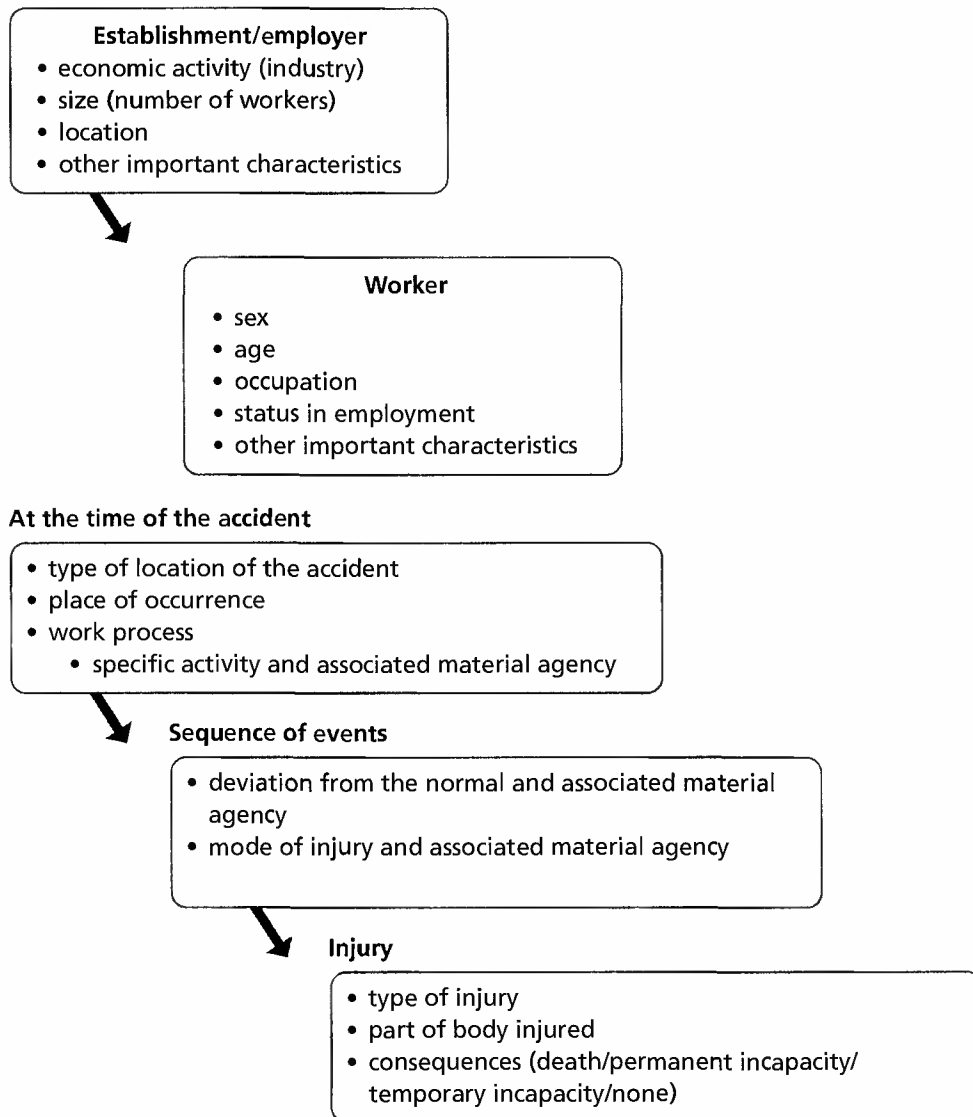 Establishment/employer
• economic activity (industry)
• size (number of workers)
• location
• other important characteristics
Worker
• sex
• age
• occupation
• status in employment
• other important characteristics
At the time of the accident
• type of location of the accident
• place of occurrence
• work process
• specific activity and associated material agency
Sequence of events
• deviation from the normal and associated material
agency
• mode of injury and associated material agency
Injury
• type of injury
• part of body injured
• consequences (death/permanent incapacity/
temporary incapacity/none)